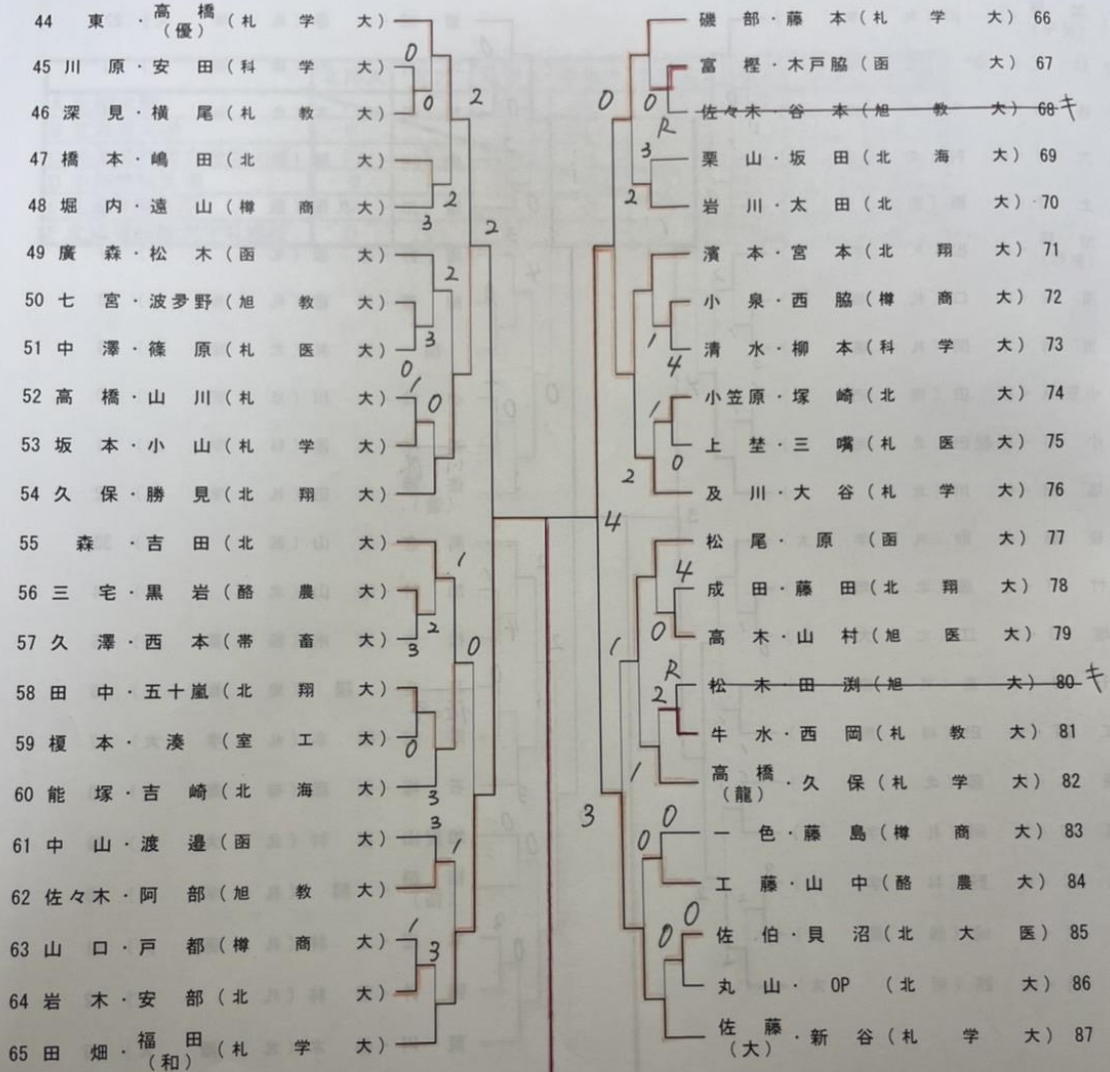 44 東・高橋(優)(札学大)
45 川原・安田(科学大)
46 深見・横尾(札教大)
47 橋本・嶋田(北大)
48 堀内・遠山(樽商大)
49 廣森・松木(函大)
50 七宮・波夛野(旭教大)
51 中澤・篠原(札医大)
52 高橋・山川(札大)
53 坂本・小山(札学大)
54 久保・勝見(北翔大)
55 森・吉田(北大)
56 三宅・黒岩(酪農大)
57 久澤・西本(帯畜大)
58 田中・五十嵐(北翔大)
59 榎本・湊(室工大)
60 能塚・吉崎(北海大)
61 中山・渡邉(函大)
62 佐々木・阿部(旭教大)
63 山口・戸都(樽商大)
64 岩木・安部(北大)
65 田畑・福田(和)(札学大)
0
0
2
2
3
2
2
3
0
1
0
1
2
3
0
0
3
3
1
1
3
磯部・藤本(札学大) 66
富樫・木戸脇(函大) 67
佐々木・谷本(旭教大) 68 キ
栗山・坂田(北海大) 69
岩川・太田(北大) 70
濱本・宮本(北翔大) 71
小泉・西脇(樽商大) 72
清水・柳本(科学大) 73
小笠原・塚崎(北大) 74
上埜・三嘴(札医大) 75
及川・大谷(札学大) 76
松尾・原(函大) 77
成田・藤田(北翔大) 78
高木・山村(旭医大) 79
松木・田渕(旭大) 80 キ
牛水・西岡(札教大) 81
高橋(龍)・久保(札学大) 82
一色・藤島(樽商大) 83
工藤・山中(酪農大) 84
佐伯・貝沼(北大医) 85
丸山・OP(北大) 86
佐藤(大)・新谷(札学大) 87
0
0
R
3
2
1
4
1
0
2
4
4
0
1
R
2
1
3
0
0
0
0